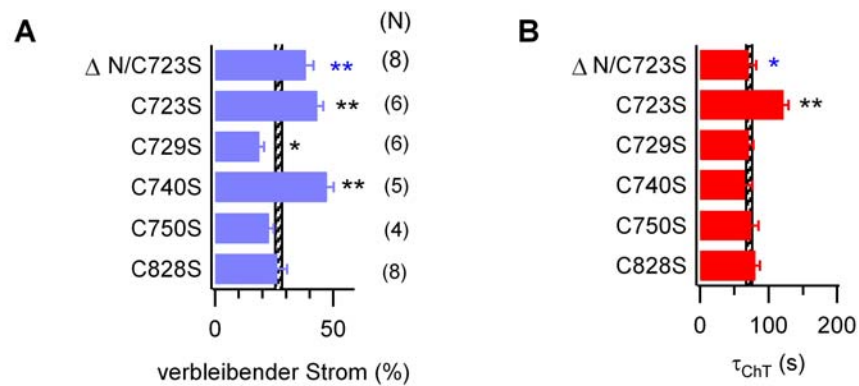 A
(N)
Δ N/C723S ** (8)
C723S ** (6)
C729S * (6)
C740S ** (5)
C750S (4)
C828S (8)
0 50
verbleibender Strom (%)
B
Δ N/C723S *
C723S **
C729S
C740S
C750S
C828S
0 100 200
τChT (s)